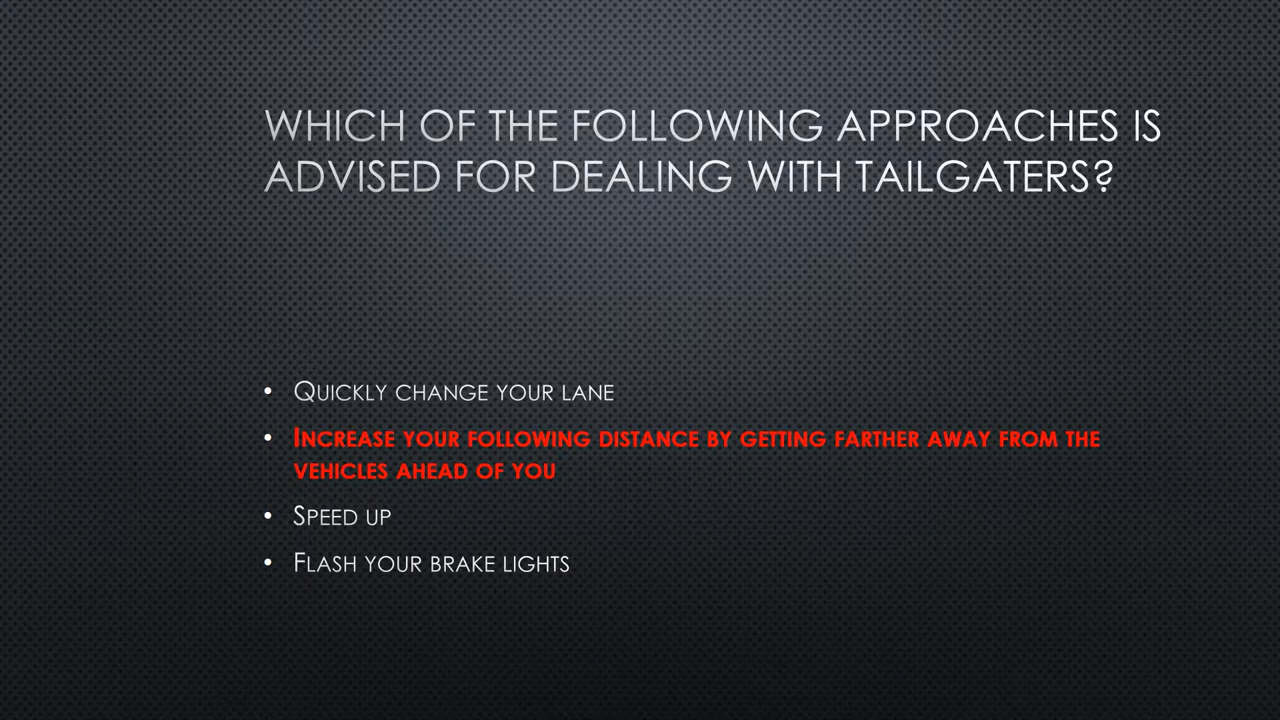 WHICH OF THE FOLLOWING APPROACHES IS
ADVISED FOR DEALING WITH TAILGATERS?
• QUICKLY CHANGE YOUR LANE
• INCREASE YOUR FOLLOWING DISTANCE BY GETTING FARTHER AWAY FROM THE
VEHICLES AHEAD OF YOU
• SPEED UP
• FLASH YOUR BRAKE LIGHTS